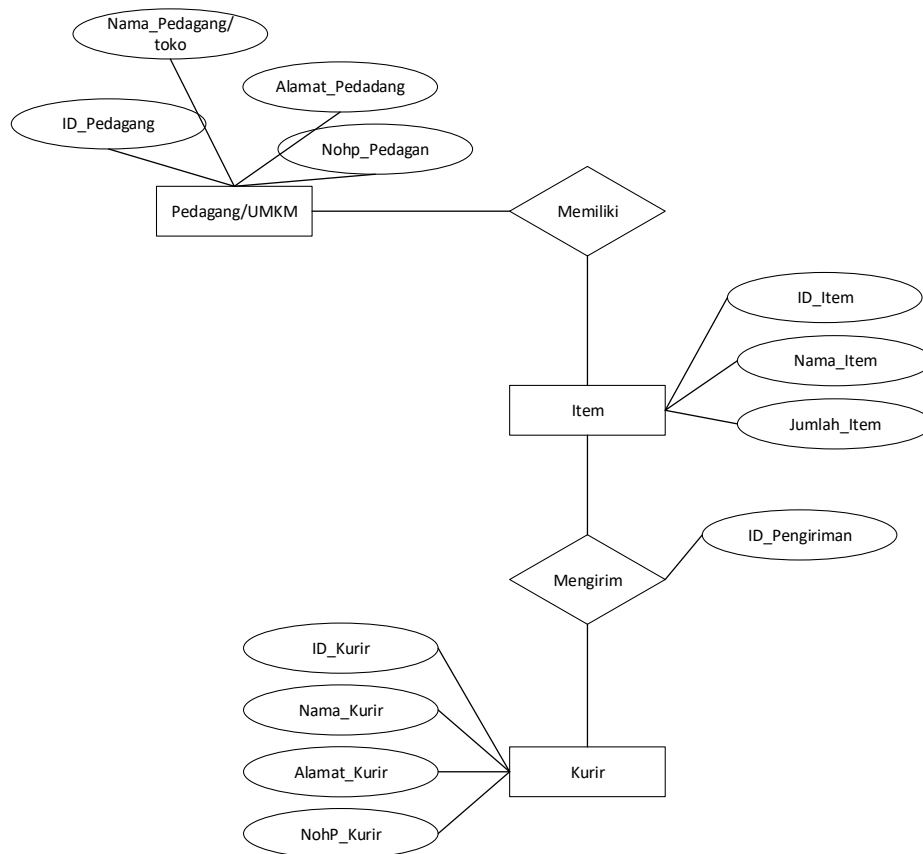 Nama_Pedagang/
toko
Alamat_Pedadang
ID_Pedagang
Nohp_Pedagan
Pedagang/UMKM
Memiliki
ID_Item
Nama_Item
Item
Jumlah_Item
ID_Pengiriman
Mengirim
ID_Kurir
Nama_Kurir
Alamat_Kurir
Kurir
NohP_Kurir